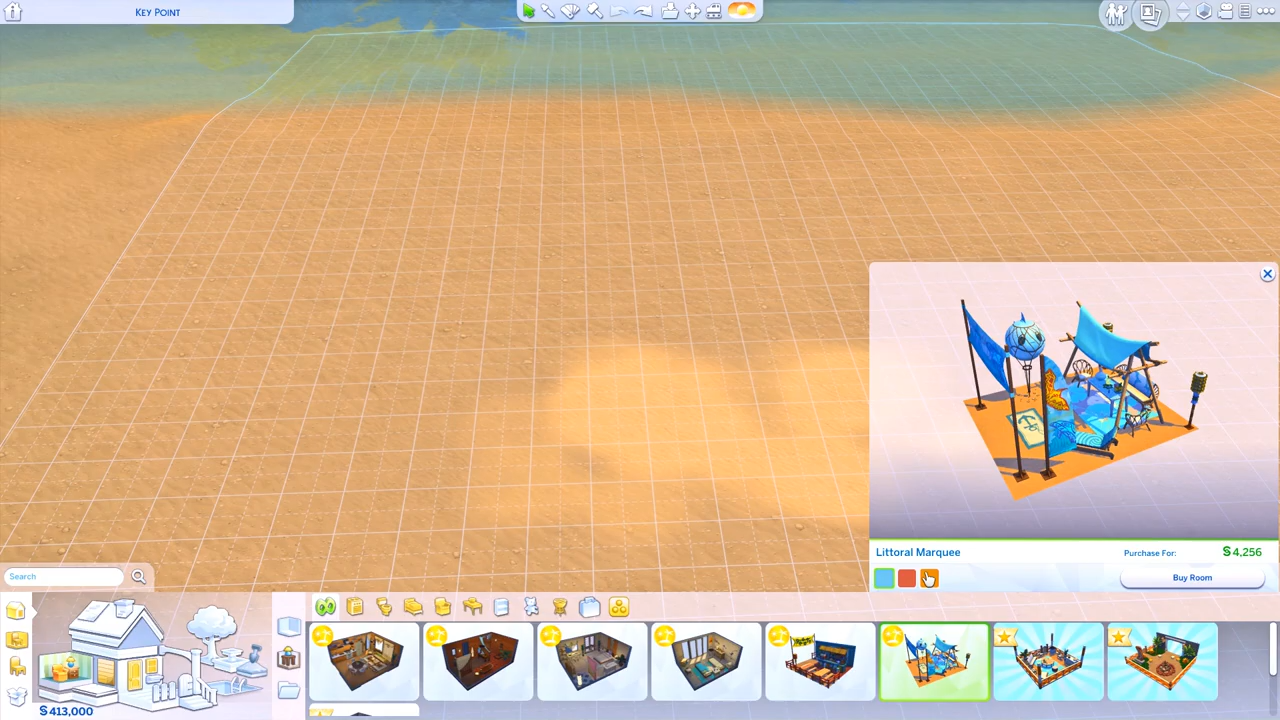 KEY POINT
Littoral Marquee
Purchase For:
§4,256
Buy Room
Search
§413,000